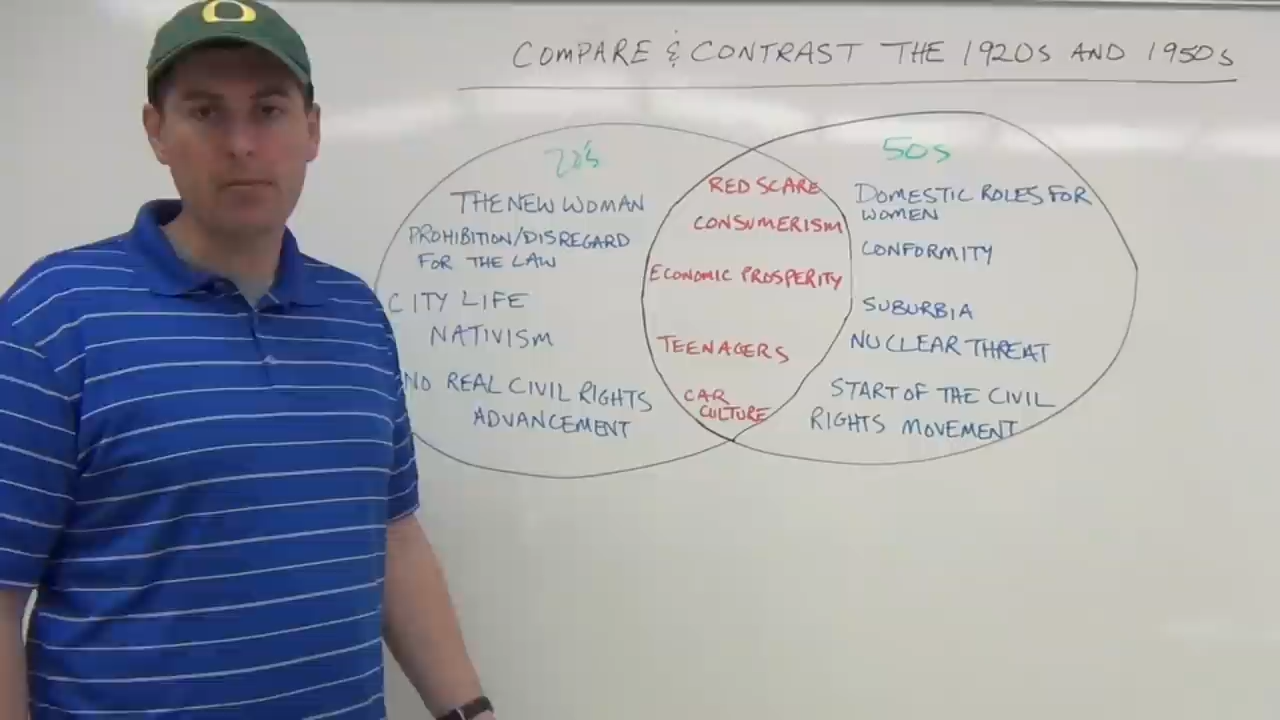 O
COMPARE & CONTRAST THE 1920s AND 1950s
20's
THE NEW WOMAN
PROHIBITION/DISREGARD
FOR THE LAW
CITY LIFE
NATIVISM
NO REAL CIVIL RIGHTS
ADVANCEMENT
RED SCARE
CONSUMERISM
ECONOMIC PROSPERITY
TEENAGERS
CAR
CULTURE
50s
DOMESTIC ROLES FOR
WOMEN
CONFORMITY
SUBURBIA
NUCLEAR THREAT
START OF THE CIVIL
RIGHTS MOVEMENT